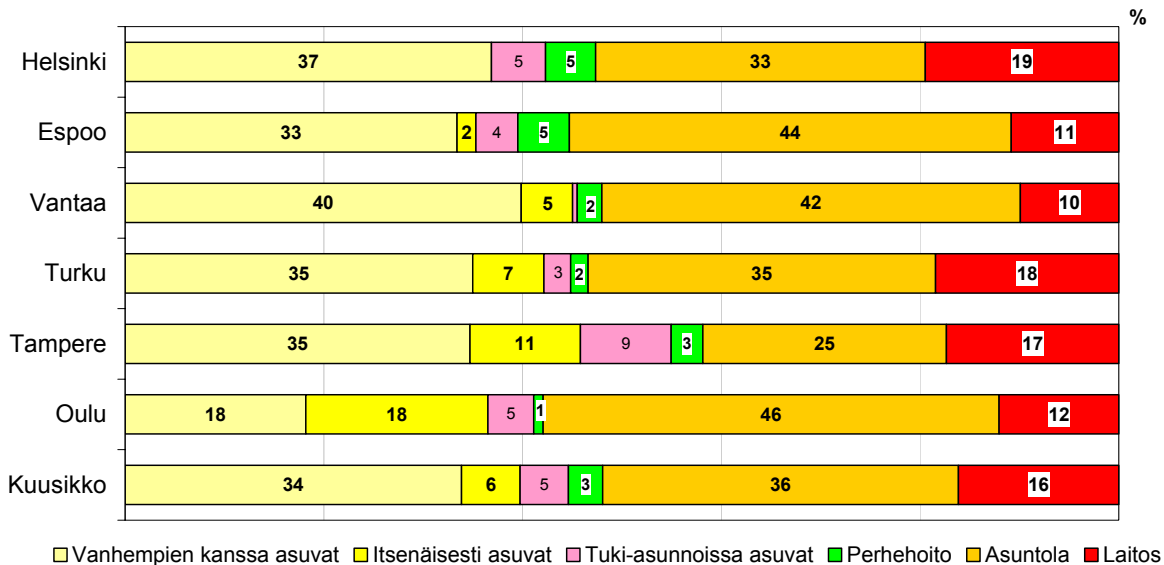 %
Helsinki 37 5 5 33 19
Espoo 33 2 4 5 44 11
Vantaa 40 5 2 42 10
Turku 35 7 3 2 35 18
Tampere 35 11 9 3 25 17
Oulu 18 18 5 1 46 12
Kuusikko 34 6 5 3 36 16
Vanhempien kanssa asuvat Itsenäisesti asuvat Tuki-asunnoissa asuvat Perhehoito Asuntola Laitos